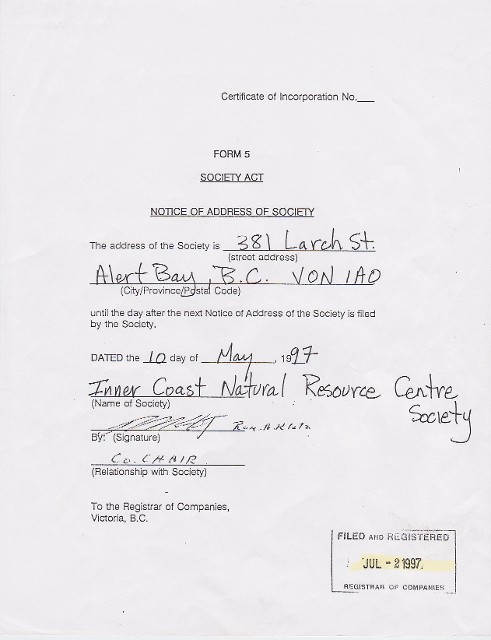 Certificate of Incorporation No.___
FORM 5
SOCIETY ACT
NOTICE OF ADDRESS OF SOCIETY
The address of the Society is 381 Larch St.
(street address)
Alert Bay, B.C. V0N 1A0
(City/Province/Postal Code)
until the day after the next Notice of Address of the Society is filed
by the Society.
DATED the 10 day of May, 1997
Inner Coast Natural Resource Centre
Society
(Name of Society)
By: (Signature)
Co. CHAIR
(Relationship with Society)
To the Registrar of Companies,
Victoria, B.C.
FILED AND REGISTERED
JUL - 2 1997
REGISTRAR OF COMPANIES